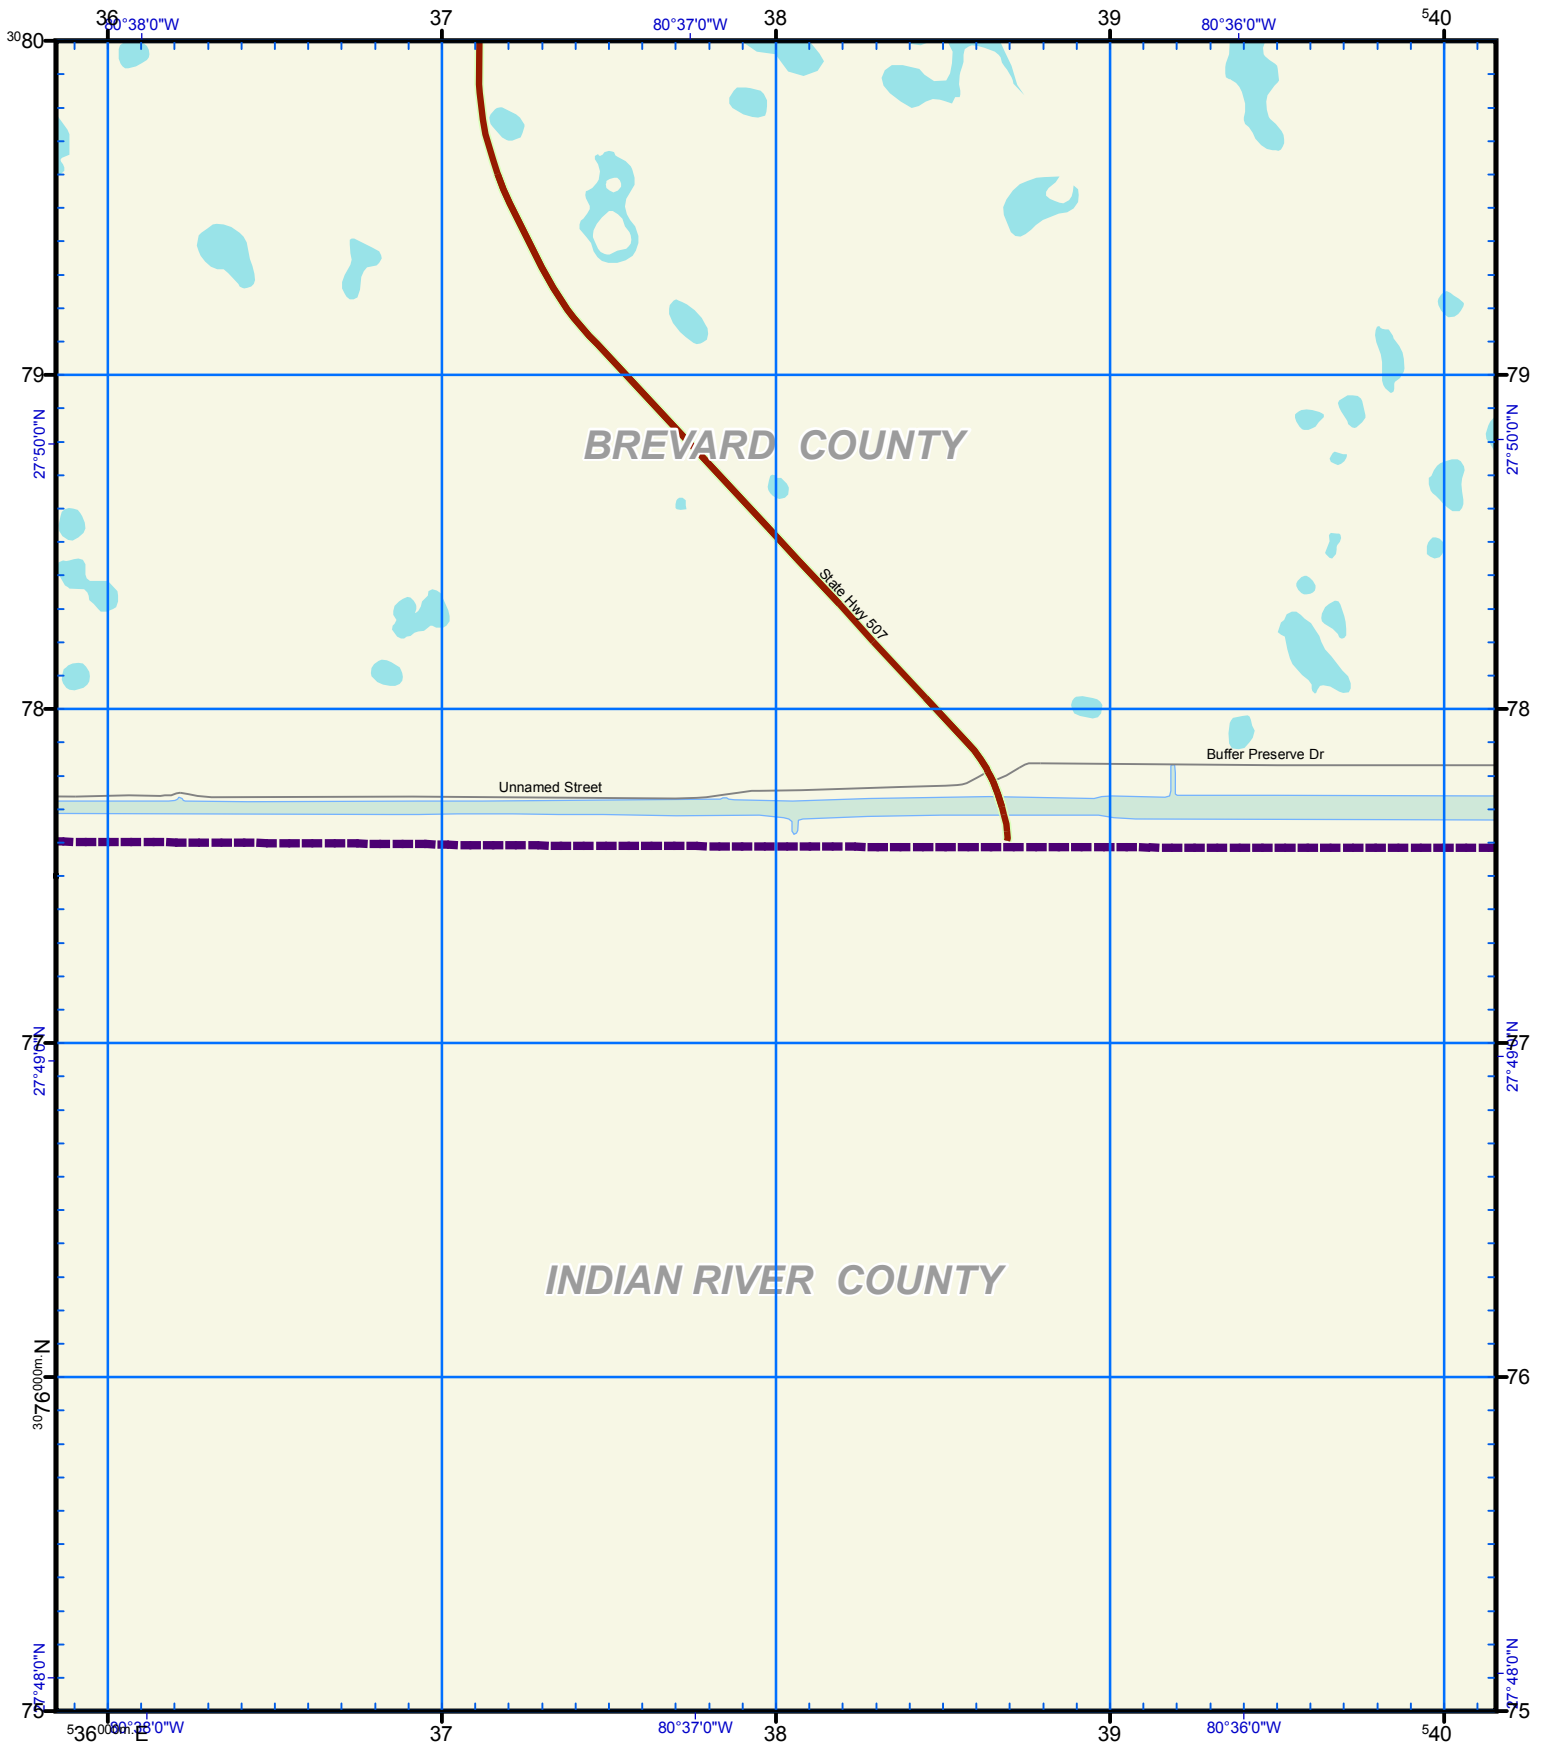 36 37 38 39 ⁵40
80°38'0"W 80°37'0"W 80°36'0"W
³⁰80
79 79
BREVARD COUNTY
27°50'0"N 27°50'0"N
State Hwy 507
78 78
Buffer Preserve Dr
Unnamed Street
77 77
27°49'0"N 27°49'0"N
INDIAN RIVER COUNTY
³⁰76⁰⁰⁰ᵐ·N 76
27°48'0"N 27°48'0"N
75 75
⁵36⁰⁰⁰ᵐ·E 37 38 39 ⁵40
80°38'0"W 80°37'0"W 80°36'0"W